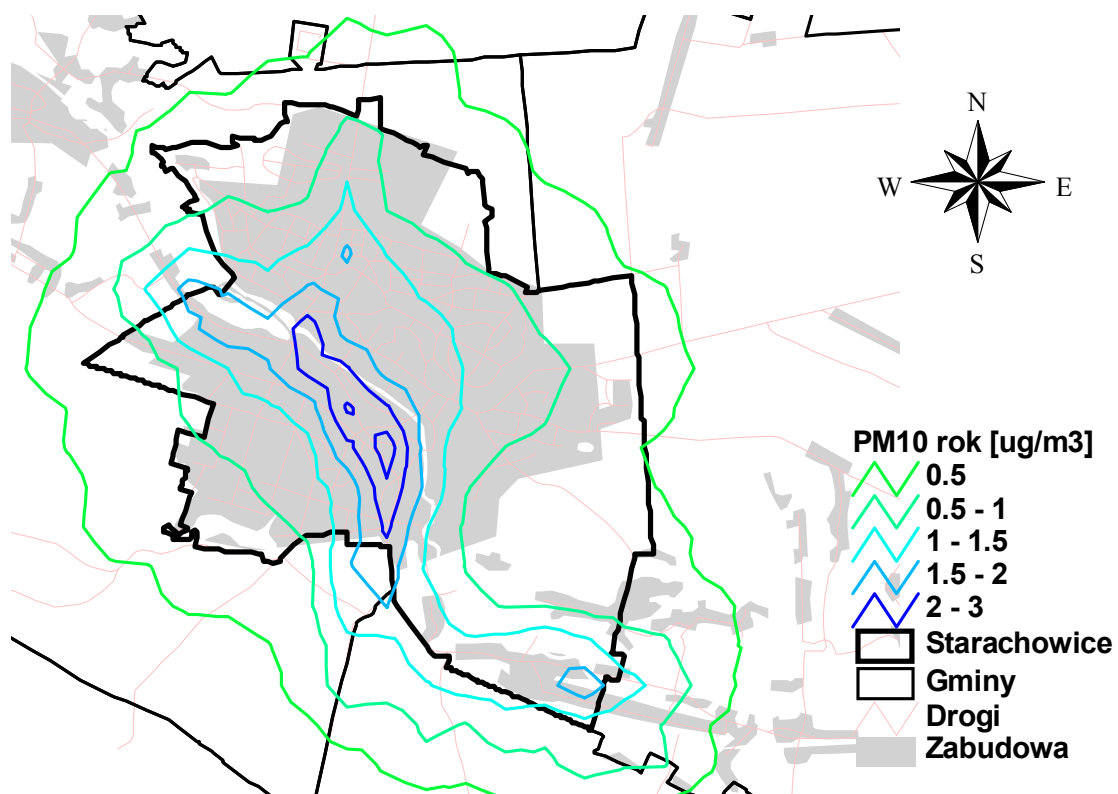 N
W E
S
PM10 rok [ug/m3]
0.5
0.5 - 1
1 - 1.5
1.5 - 2
2 - 3
Starachowice
Gminy
Drogi
Zabudowa